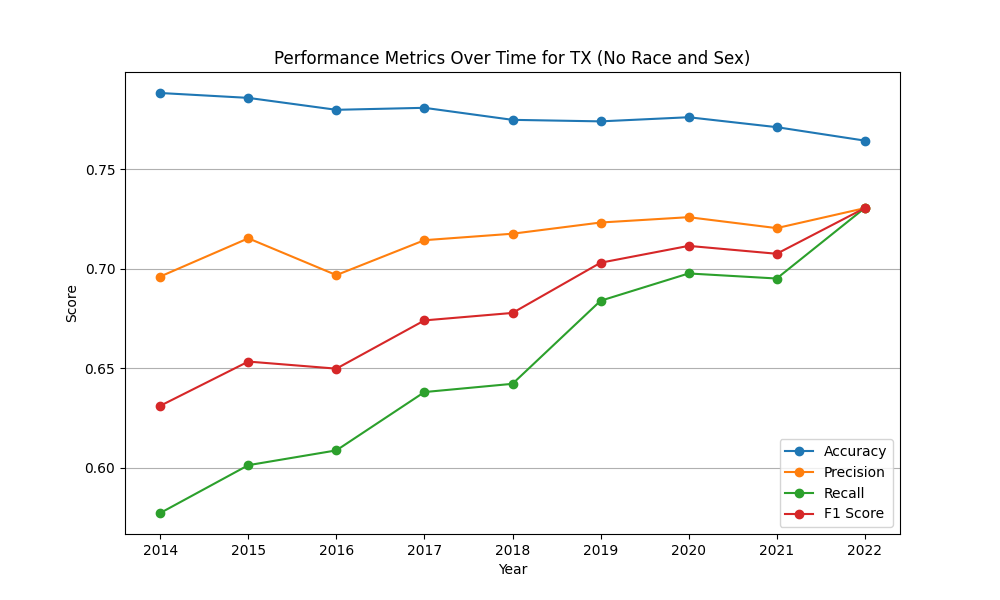 Performance Metrics Over Time for TX (No Race and Sex)
Score
0.75
0.70
0.65
0.60
Accuracy
Precision
Recall
F1 Score
2014 2015 2016 2017 2018 2019 2020 2021 2022
Year